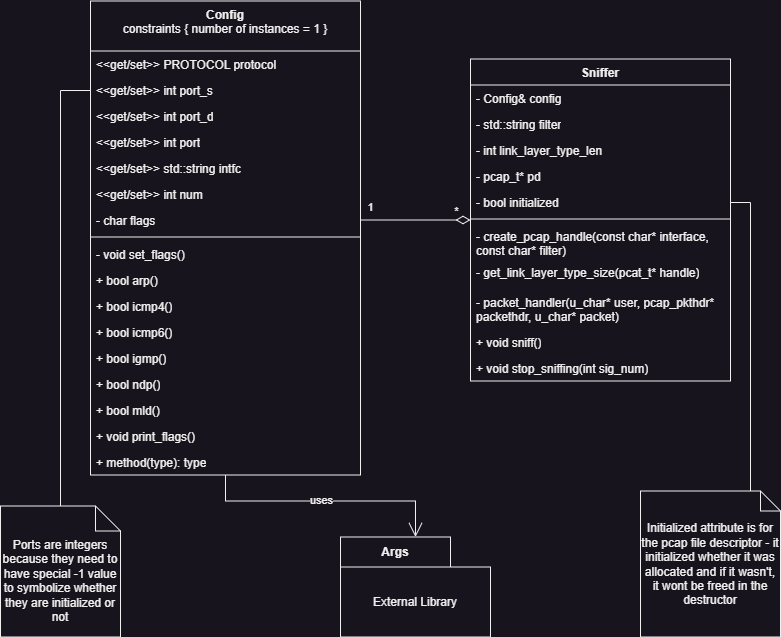 Config
constraints { number of instances = 1 }
<<get/set>> PROTOCOL protocol
<<get/set>> int port_s
<<get/set>> int port_d
<<get/set>> int port
<<get/set>> std::string intfc
<<get/set>> int num
- char flags
- void set_flags()
+ bool arp()
+ bool icmp4()
+ bool icmp6()
+ bool igmp()
+ bool ndp()
+ bool mld()
+ void print_flags()
+ method(type): type
1
*
Sniffer
- Config& config
- std::string filter
- int link_layer_type_len
- pcap_t* pd
- bool initialized
- create_pcap_handle(const char* interface,
const char* filter)
- get_link_layer_type_size(pcat_t* handle)
- packet_handler(u_char* user, pcap_pkthdr*
packethdr, u_char* packet)
+ void sniff()
+ void stop_sniffing(int sig_num)
uses
Ports are integers
because they need to
have special -1 value
to symbolize whether
they are initialized or
not
Args
External Library
Initialized attribute is for
the pcap file descriptor - it
initialized whether it was
allocated and if it wasn't,
it wont be freed in the
destructor